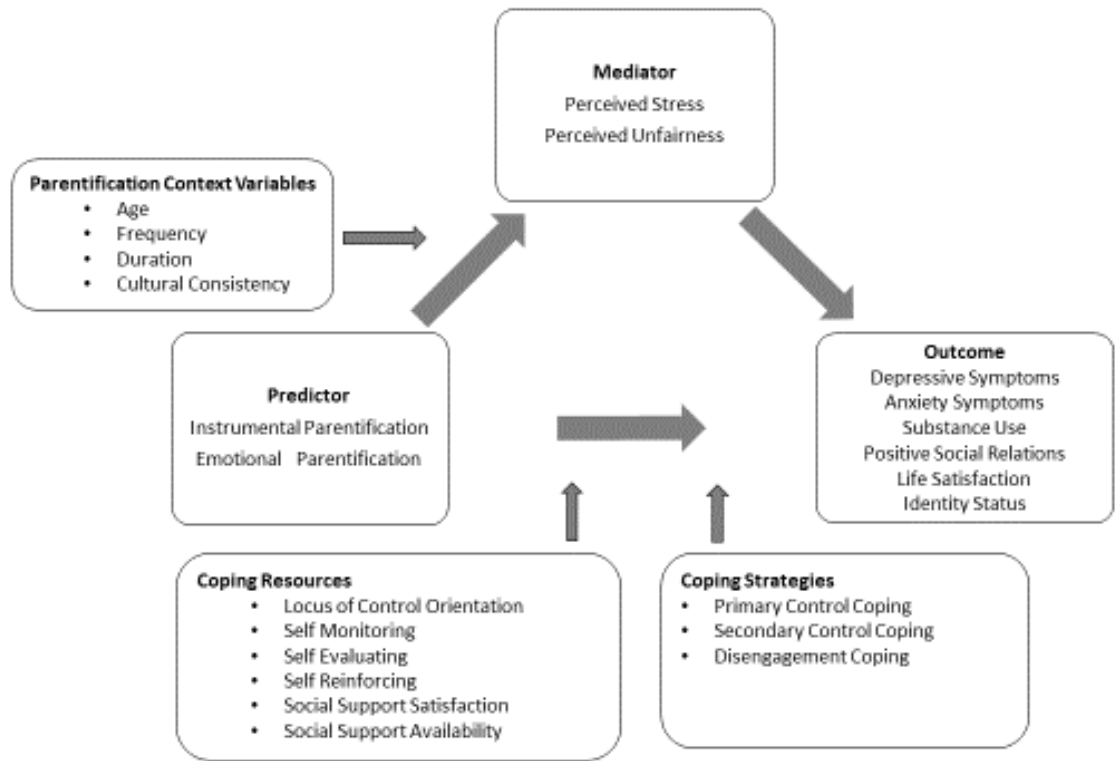 Mediator
Perceived Stress
Perceived Unfairness
Parentification Context Variables
• Age
• Frequency
• Duration
• Cultural Consistency
Predictor
Instrumental Parentification
Emotional Parentification
Outcome
Depressive Symptoms
Anxiety Symptoms
Substance Use
Positive Social Relations
Life Satisfaction
Identity Status
Coping Resources
• Locus of Control Orientation
• Self Monitoring
• Self Evaluating
• Self Reinforcing
• Social Support Satisfaction
• Social Support Availability
Coping Strategies
• Primary Control Coping
• Secondary Control Coping
• Disengagement Coping